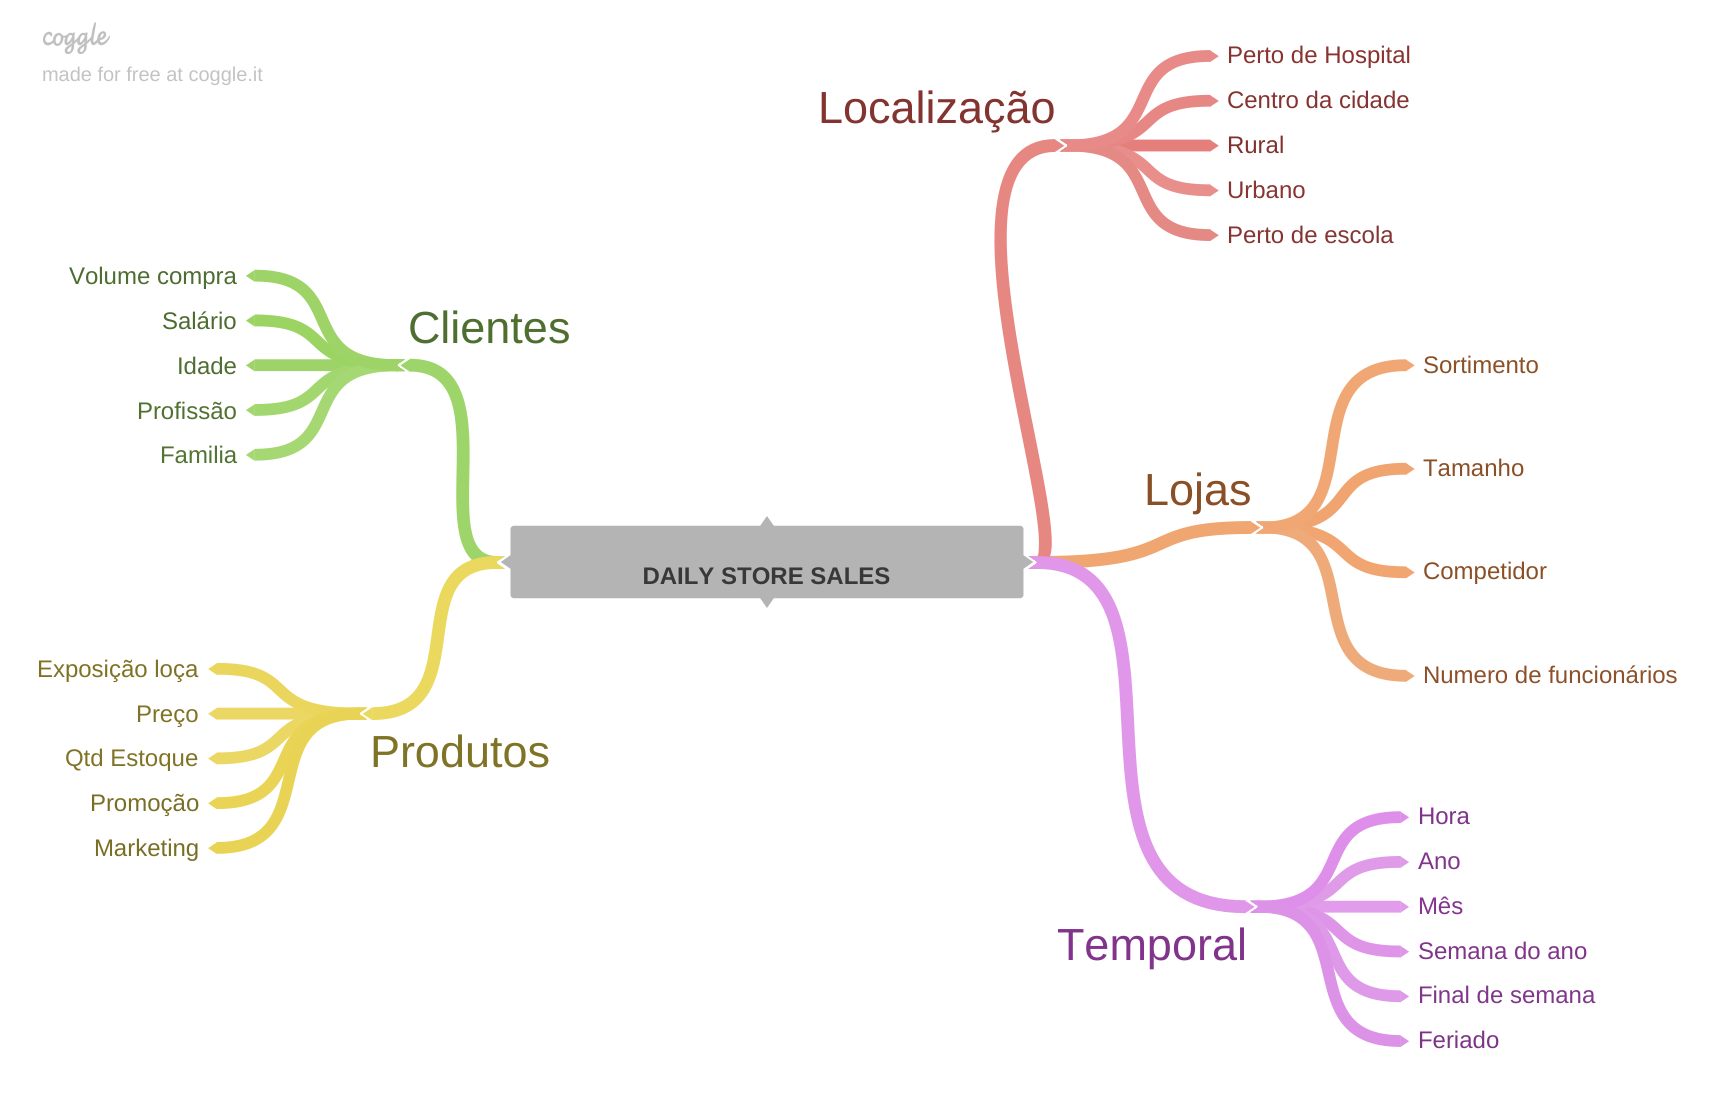 coggle
made for free at coggle.it
Localização
Perto de Hospital
Centro da cidade
Rural
Urbano
Perto de escola
Clientes
Volume compra
Salário
Idade
Profissão
Familia
DAILY STORE SALES
Lojas
Sortimento
Tamanho
Competidor
Numero de funcionários
Produtos
Exposição loça
Preço
Qtd Estoque
Promoção
Marketing
Temporal
Hora
Ano
Mês
Semana do ano
Final de semana
Feriado